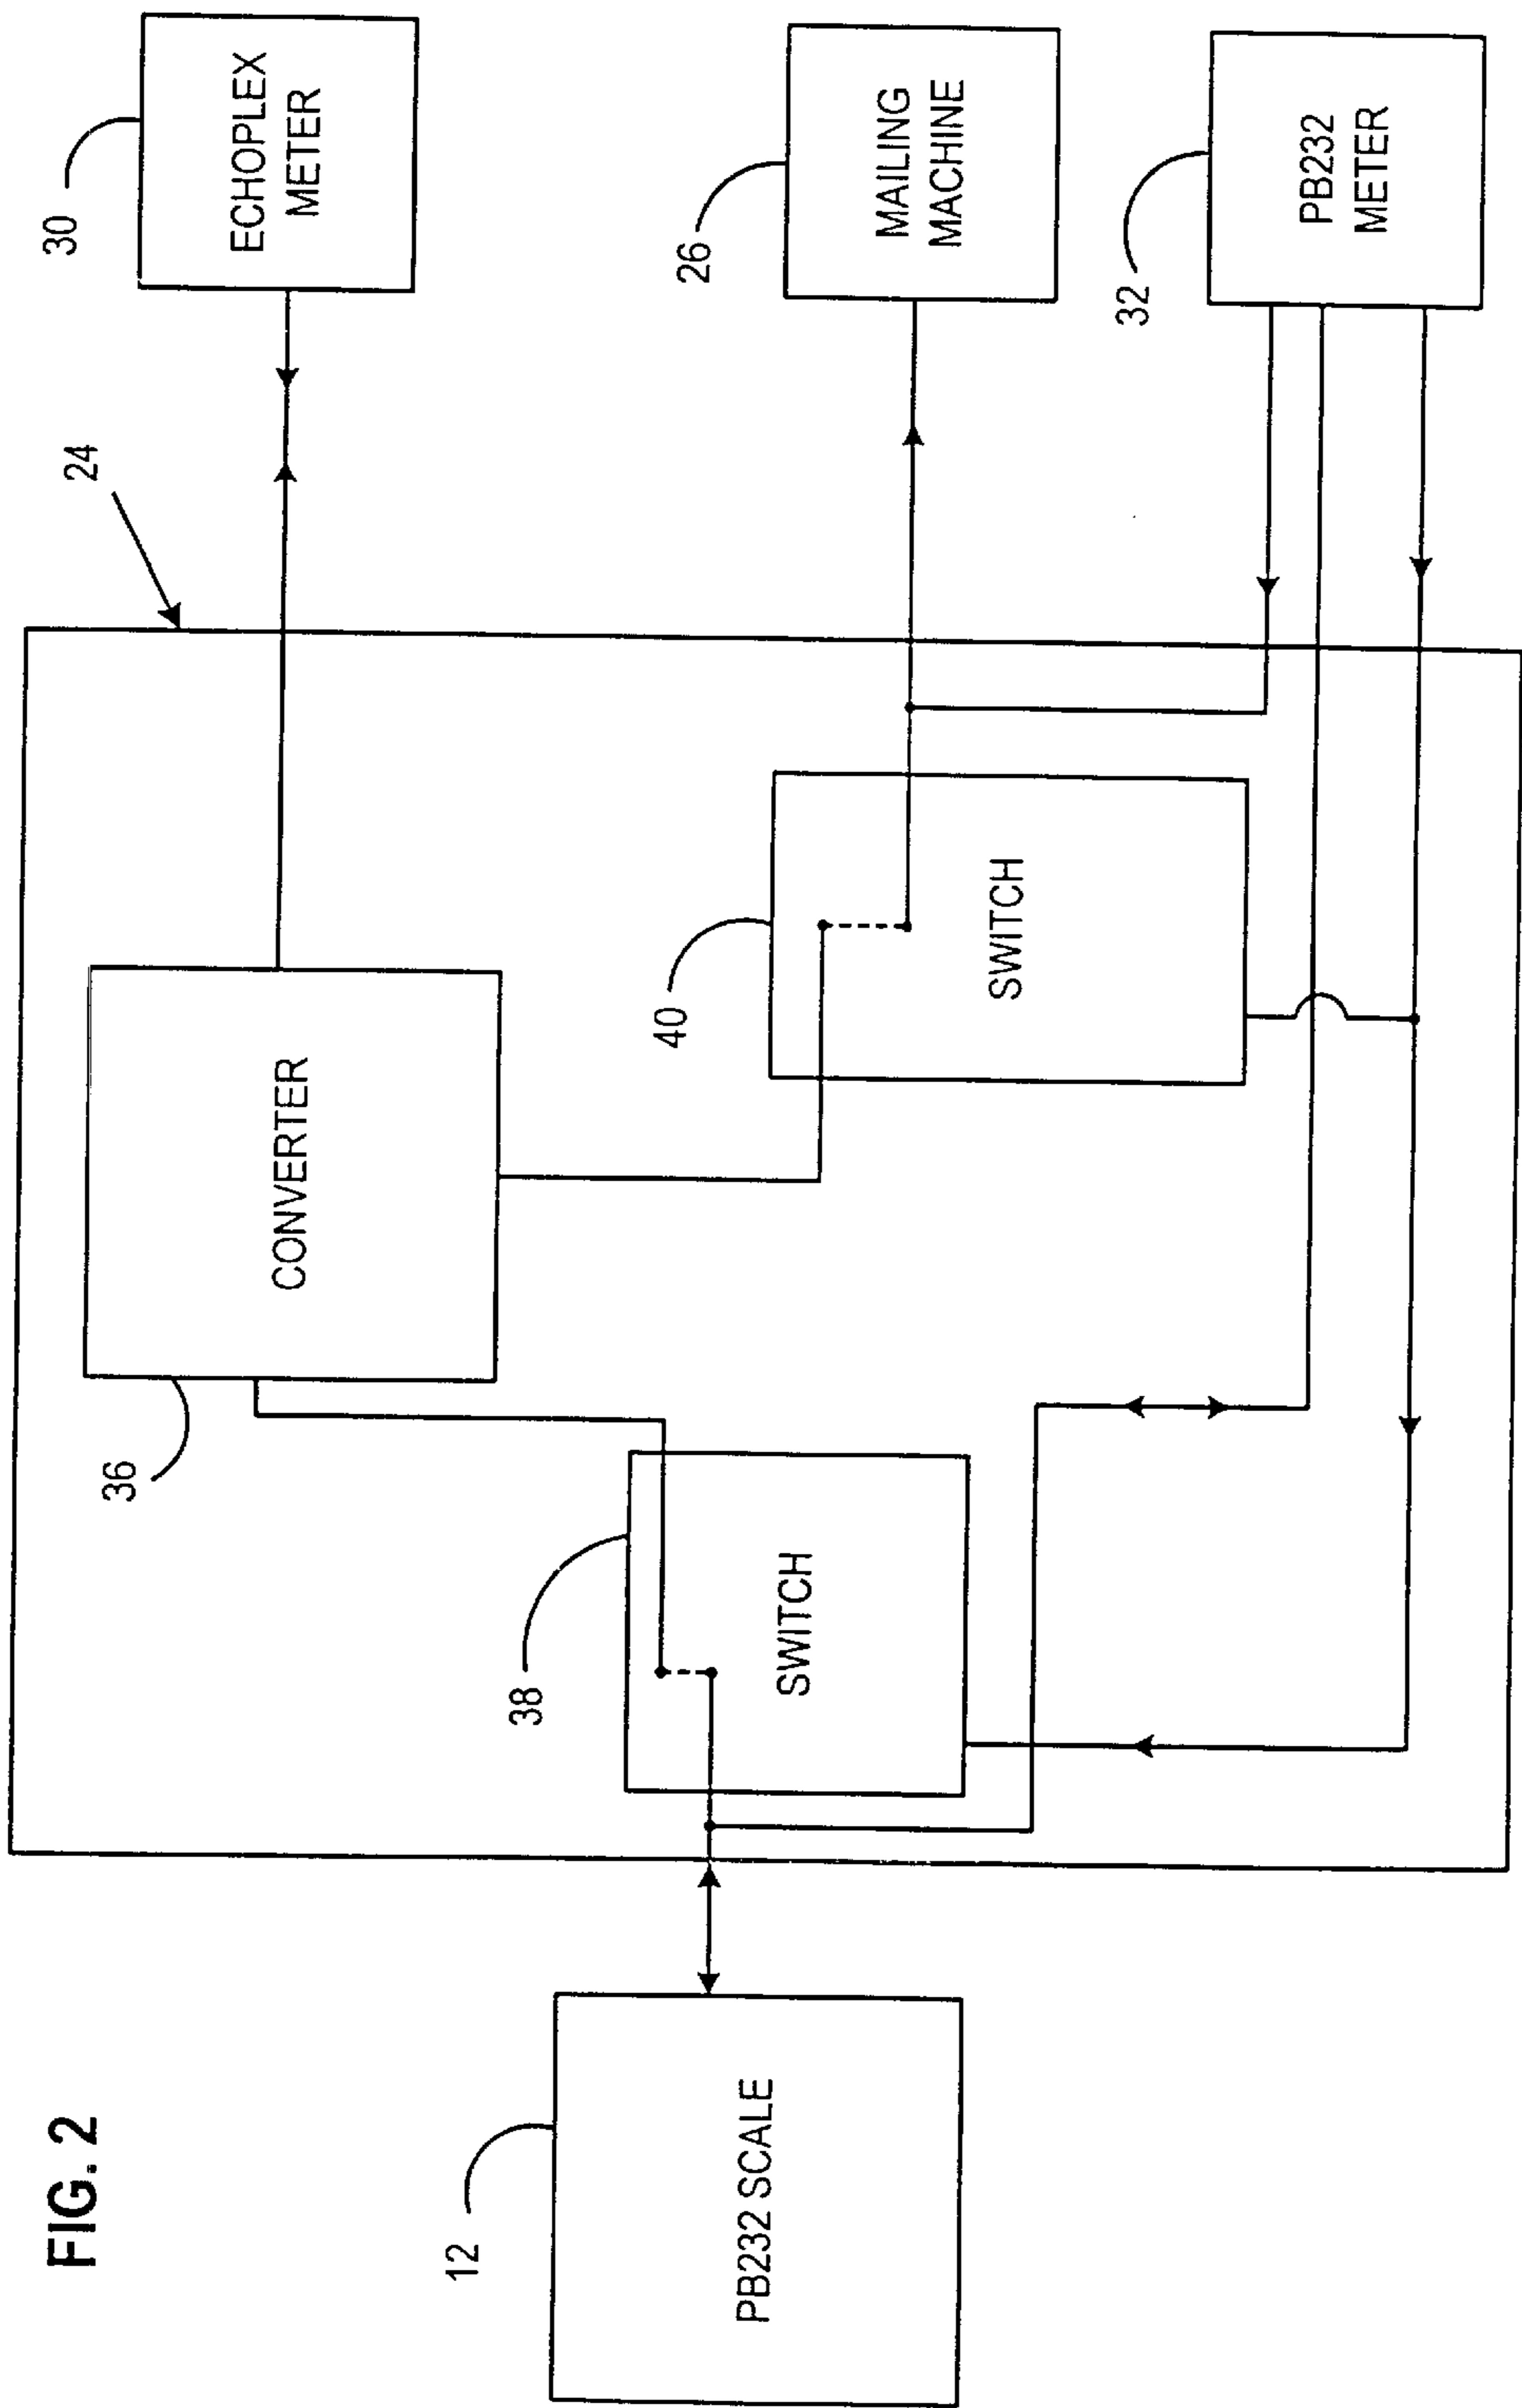 FIG. 2
24
30
ECHOPLEX
METER
36
CONVERTER
26
MAILING
MACHINE
40
SWITCH
38
SWITCH
12
PB232 SCALE
32
PB232
METER